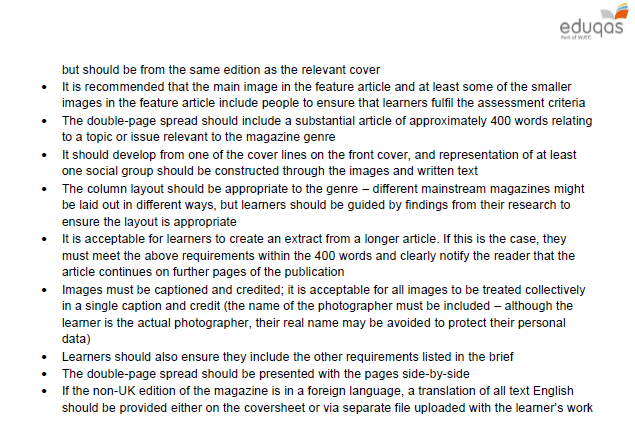 eduqas
Part of WJEC
but should be from the same edition as the relevant cover
• It is recommended that the main image in the feature article and at least some of the smaller
images in the feature article include people to ensure that learners fulfil the assessment criteria
• The double-page spread should include a substantial article of approximately 400 words relating
to a topic or issue relevant to the magazine genre
• It should develop from one of the cover lines on the front cover, and representation of at least
one social group should be constructed through the images and written text
• The column layout should be appropriate to the genre – different mainstream magazines might
be laid out in different ways, but learners should be guided by findings from their research to
ensure the layout is appropriate
• It is acceptable for learners to create an extract from a longer article. If this is the case, they
must meet the above requirements within the 400 words and clearly notify the reader that the
article continues on further pages of the publication
• Images must be captioned and credited; it is acceptable for all images to be treated collectively
in a single caption and credit (the name of the photographer must be included – although the
learner is the actual photographer, their real name may be avoided to protect their personal
data)
• Learners should also ensure they include the other requirements listed in the brief
• The double-page spread should be presented with the pages side-by-side
• If the non-UK edition of the magazine is in a foreign language, a translation of all text English
should be provided either on the coversheet or via separate file uploaded with the learner's work